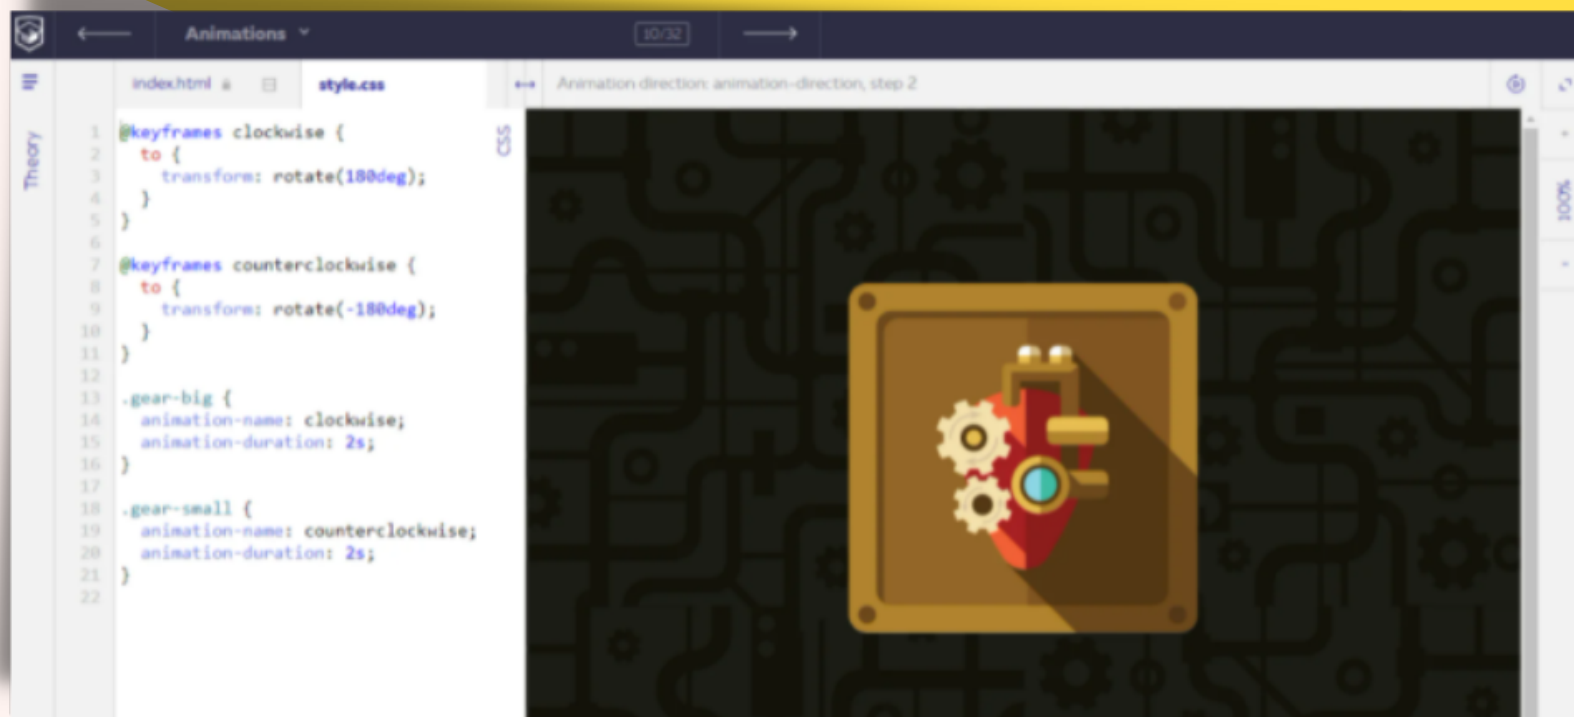 Animations
10/32
index.html
style.css
Animation direction: animation-direction, step 2
Theory
CSS
100%
1 @keyframes clockwise {
2 to {
3 transform: rotate(180deg);
4 }
5 }
6
7 @keyframes counterclockwise {
8 to {
9 transform: rotate(-180deg);
10 }
11 }
12
13 .gear-big {
14 animation-name: clockwise;
15 animation-duration: 2s;
16 }
17
18 .gear-small {
19 animation-name: counterclockwise;
20 animation-duration: 2s;
21 }
22